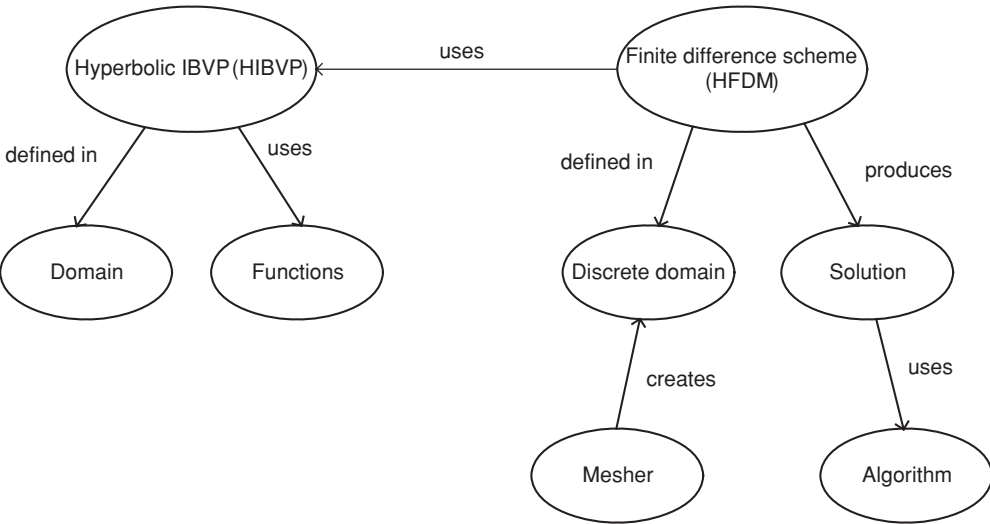 uses
Hyperbolic IBVP (HIBVP)
Finite difference scheme
(HFDM)
defined in
uses
defined in
produces
Domain
Functions
Discrete domain
Solution
creates
uses
Mesher
Algorithm